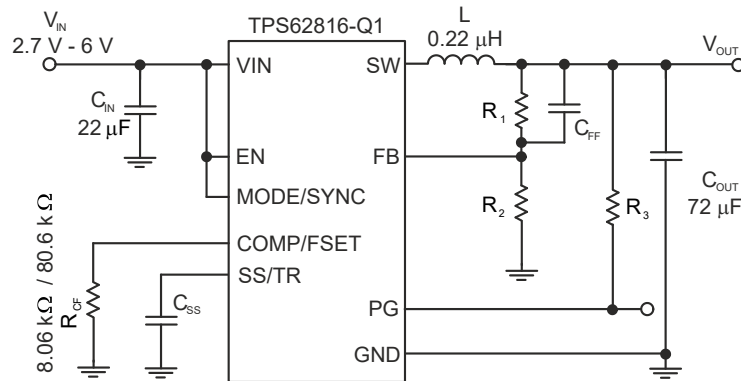 TPS62816-Q1
V_IN
2.7 V - 6 V
VIN
SW
L
0.22 μH
V_OUT
C_IN
22 μF
EN
FB
R_1
C_FF
MODE/SYNC
R_2
R_3
C_OUT
72 μF
COMP/FSET
SS/TR
8.06 kΩ / 80.6 k Ω
R_CF
C_SS
PG
GND